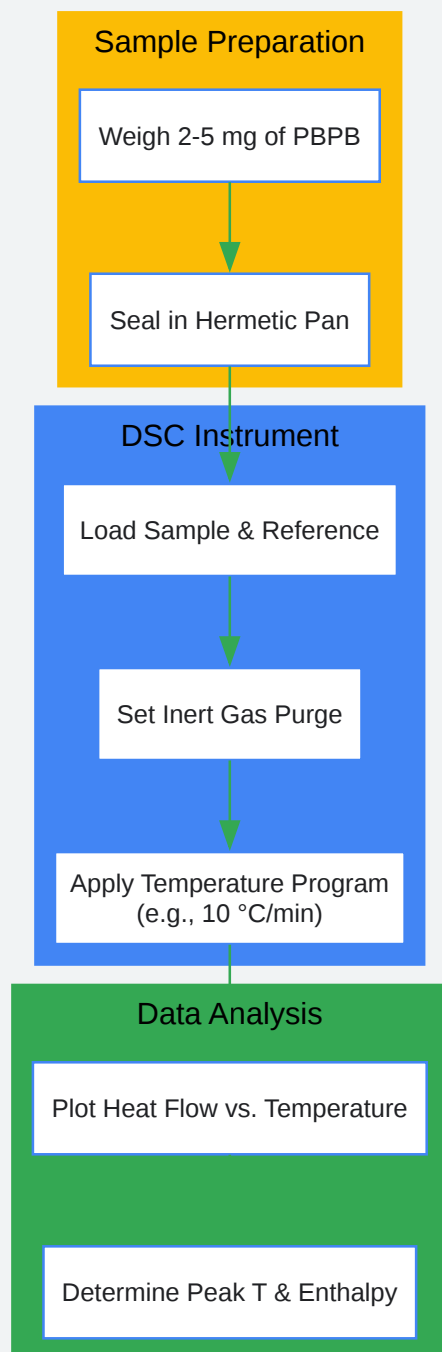 Sample Preparation
Weigh 2-5 mg of PBPB
Seal in Hermetic Pan
DSC Instrument
Load Sample & Reference
Set Inert Gas Purge
Apply Temperature Program
(e.g., 10 °C/min)
Data Analysis
Plot Heat Flow vs. Temperature
Determine Peak T & Enthalpy